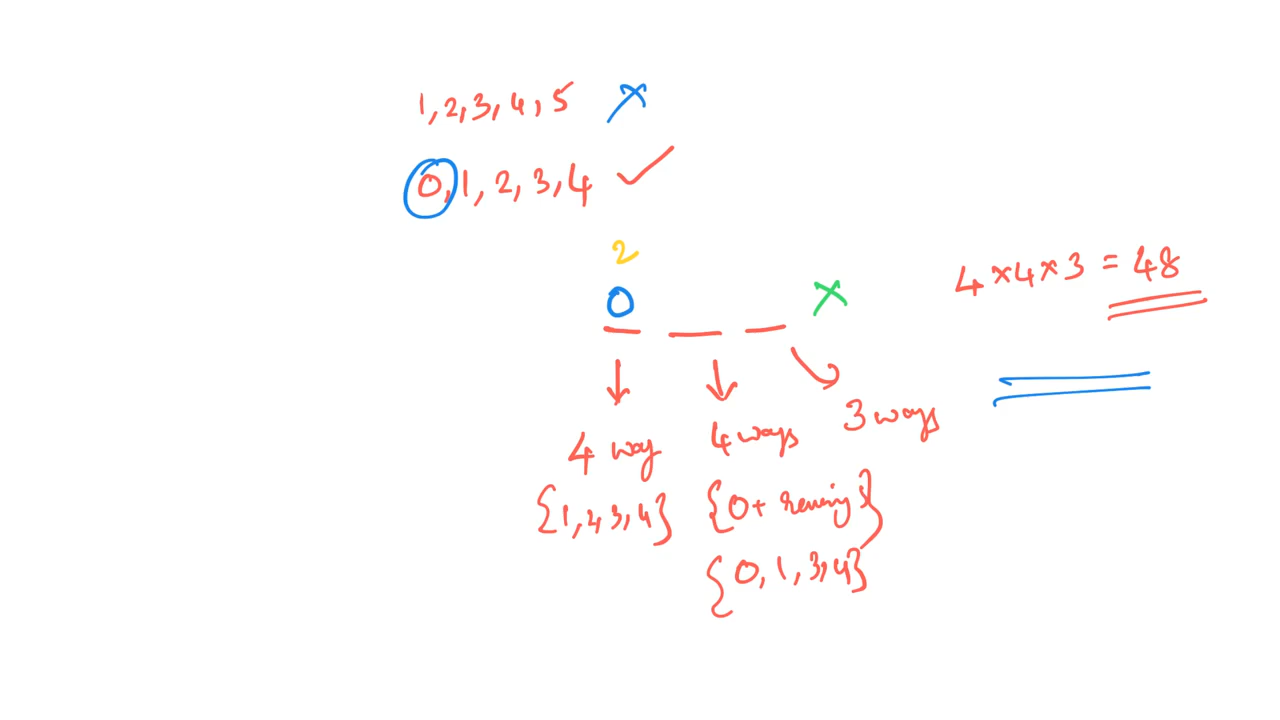 1, 2, 3, 4, 5 ×
0, 1, 2, 3, 4 ✓
2
0 ×
4 × 4 × 3 = 48
4 way 4 ways 3 ways
{1, 2, 3, 4} {0 +
{0, 1, 3, 4}